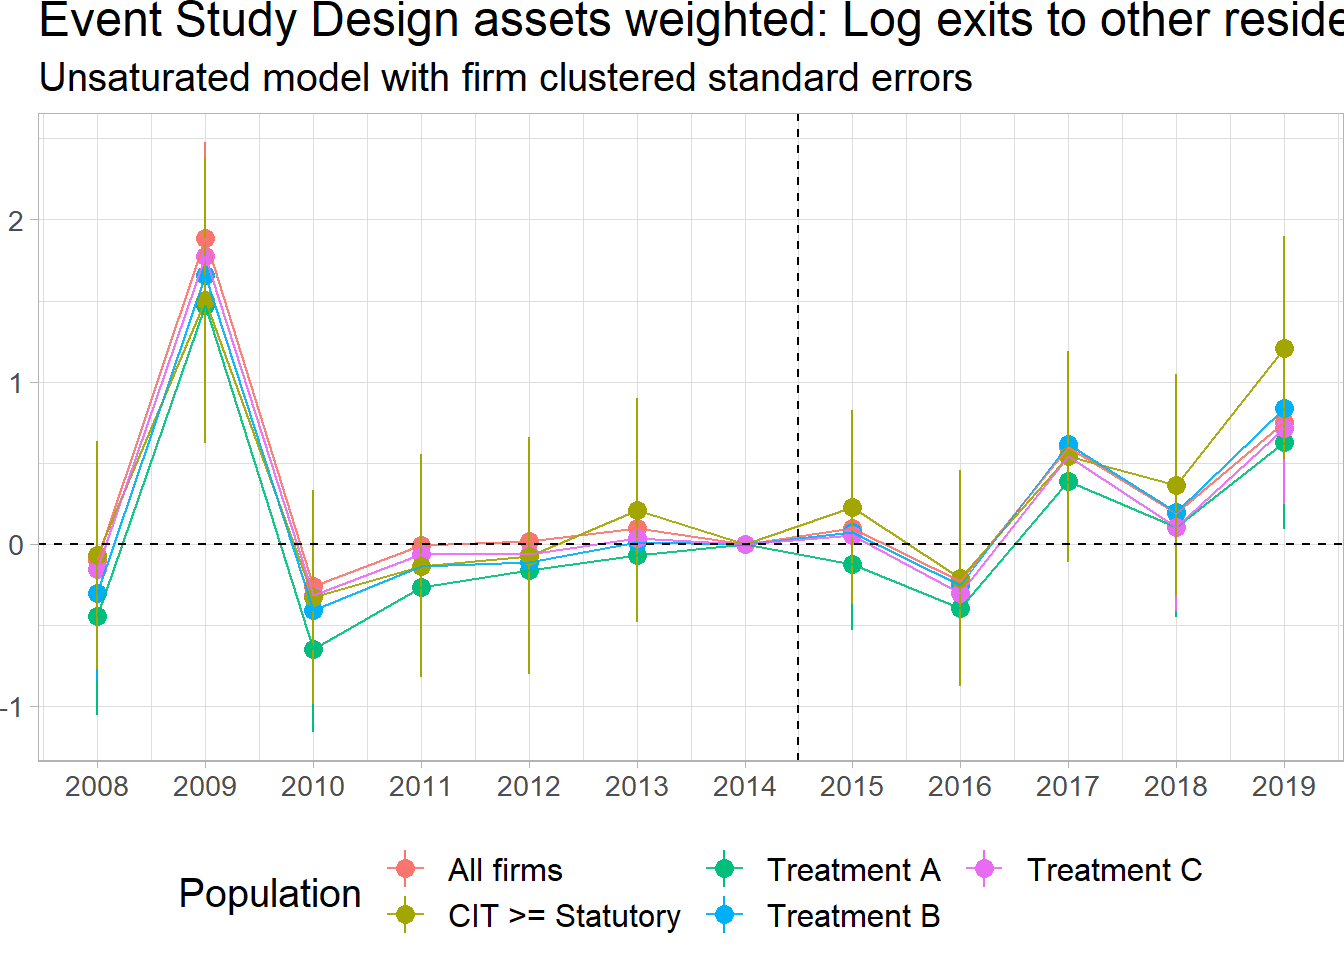 Event Study Design assets weighted: Log exits to other reside
Unsaturated model with firm clustered standard errors
2
1
0
-1
2008 2009 2010 2011 2012 2013 2014 2015 2016 2017 2018 2019
Population
All firms
CIT >= Statutory
Treatment A
Treatment B
Treatment C